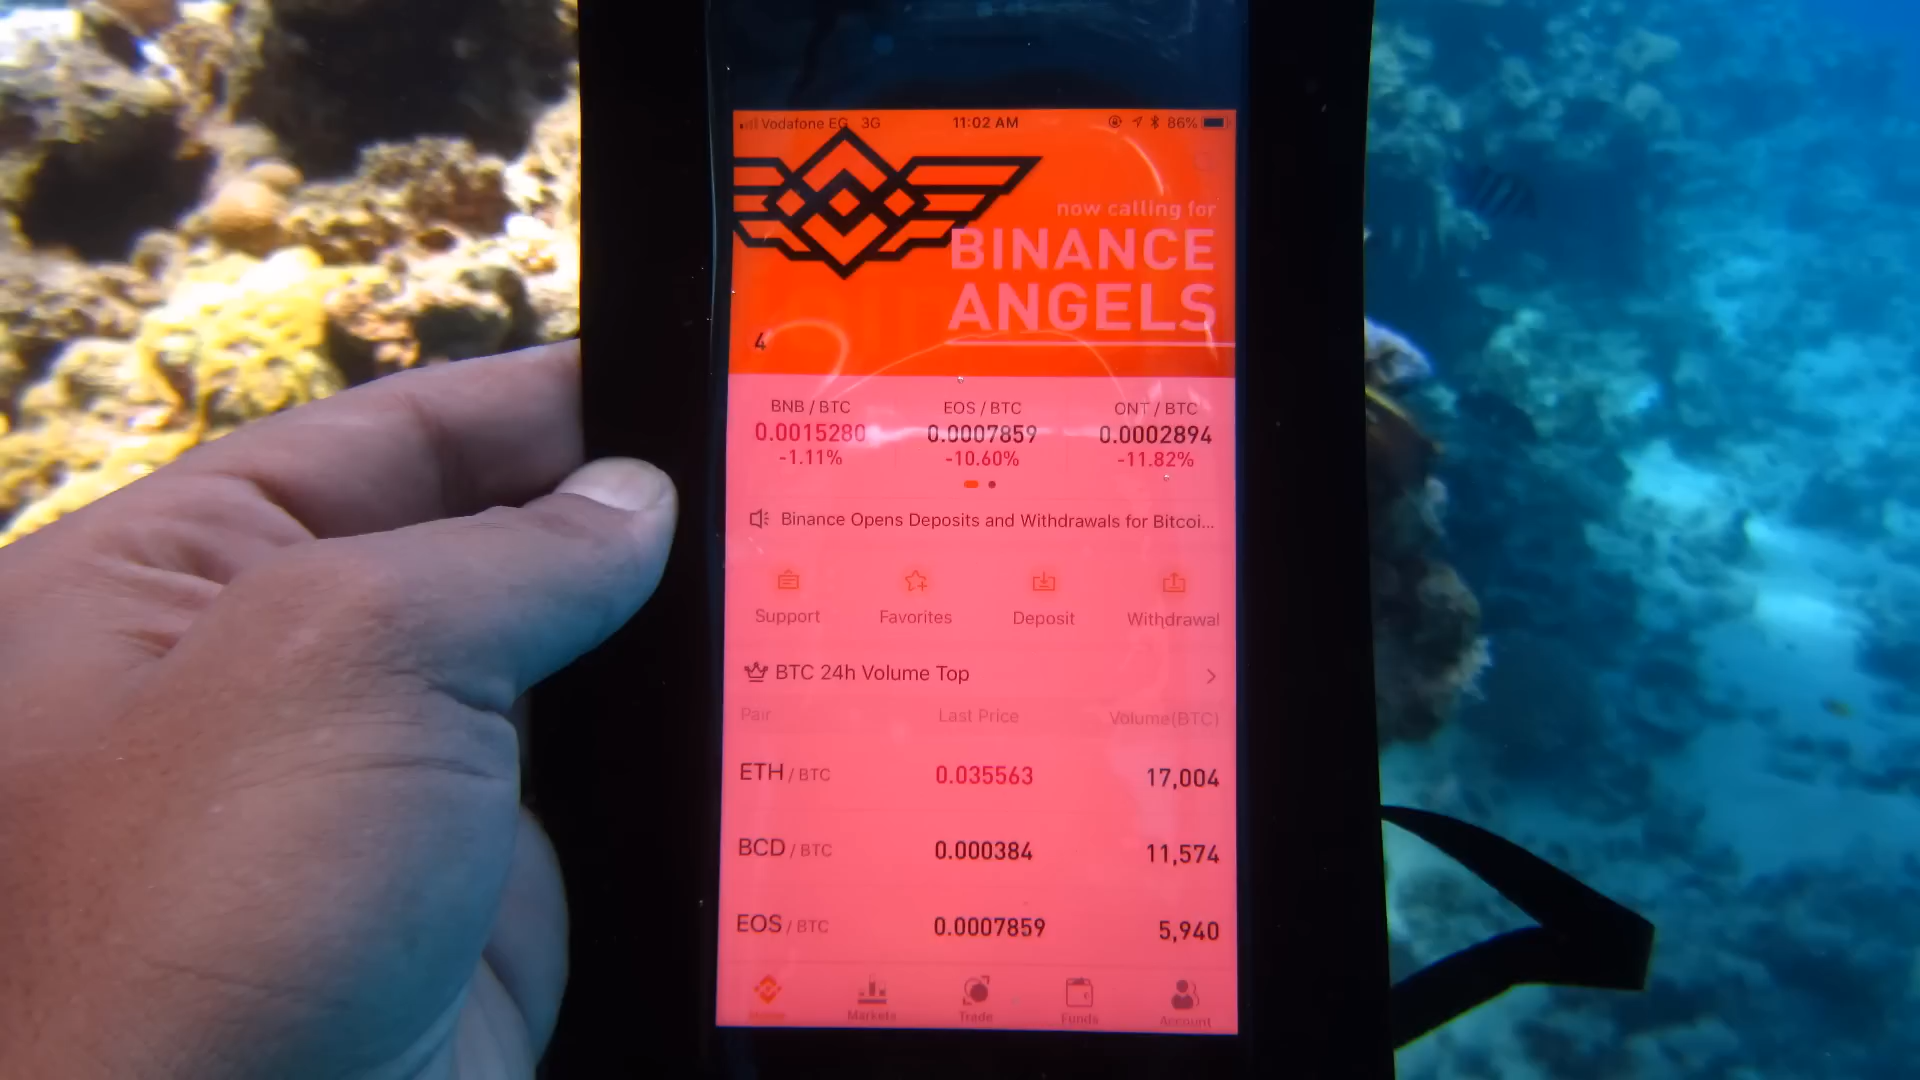 Vodafone EG 3G 11:02 AM 86%
now calling for
BINANCE
ANGELS
4
BNB / BTC EOS / BTC ONT / BTC
0.0015280 0.0007859 0.0002894
-1.11% -10.60% -11.82%
Binance Opens Deposits and Withdrawals for Bitcoi...
Support Favorites Deposit Withdrawal
BTC 24h Volume Top
Pair Last Price Volume(BTC)
ETH / BTC 0.035563 17,004
BCD / BTC 0.000384 11,574
EOS / BTC 0.0007859 5,940
Markets Trade Funds Account